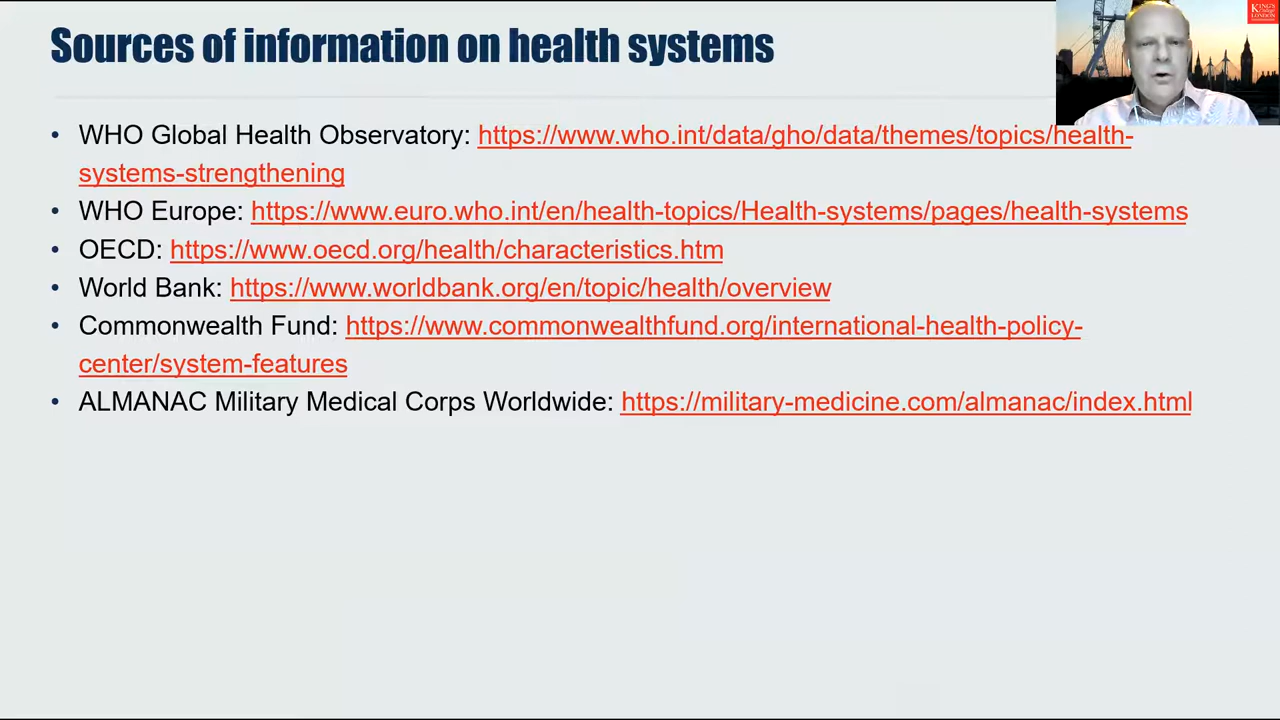 Sources of information on health systems
KING'S
College
LONDON
• WHO Global Health Observatory: https://www.who.int/data/gho/data/themes/topics/health-
systems-strengthening
• WHO Europe: https://www.euro.who.int/en/health-topics/Health-systems/pages/health-systems
• OECD: https://www.oecd.org/health/characteristics.htm
• World Bank: https://www.worldbank.org/en/topic/health/overview
• Commonwealth Fund: https://www.commonwealthfund.org/international-health-policy-
center/system-features
• ALMANAC Military Medical Corps Worldwide: https://military-medicine.com/almanac/index.html